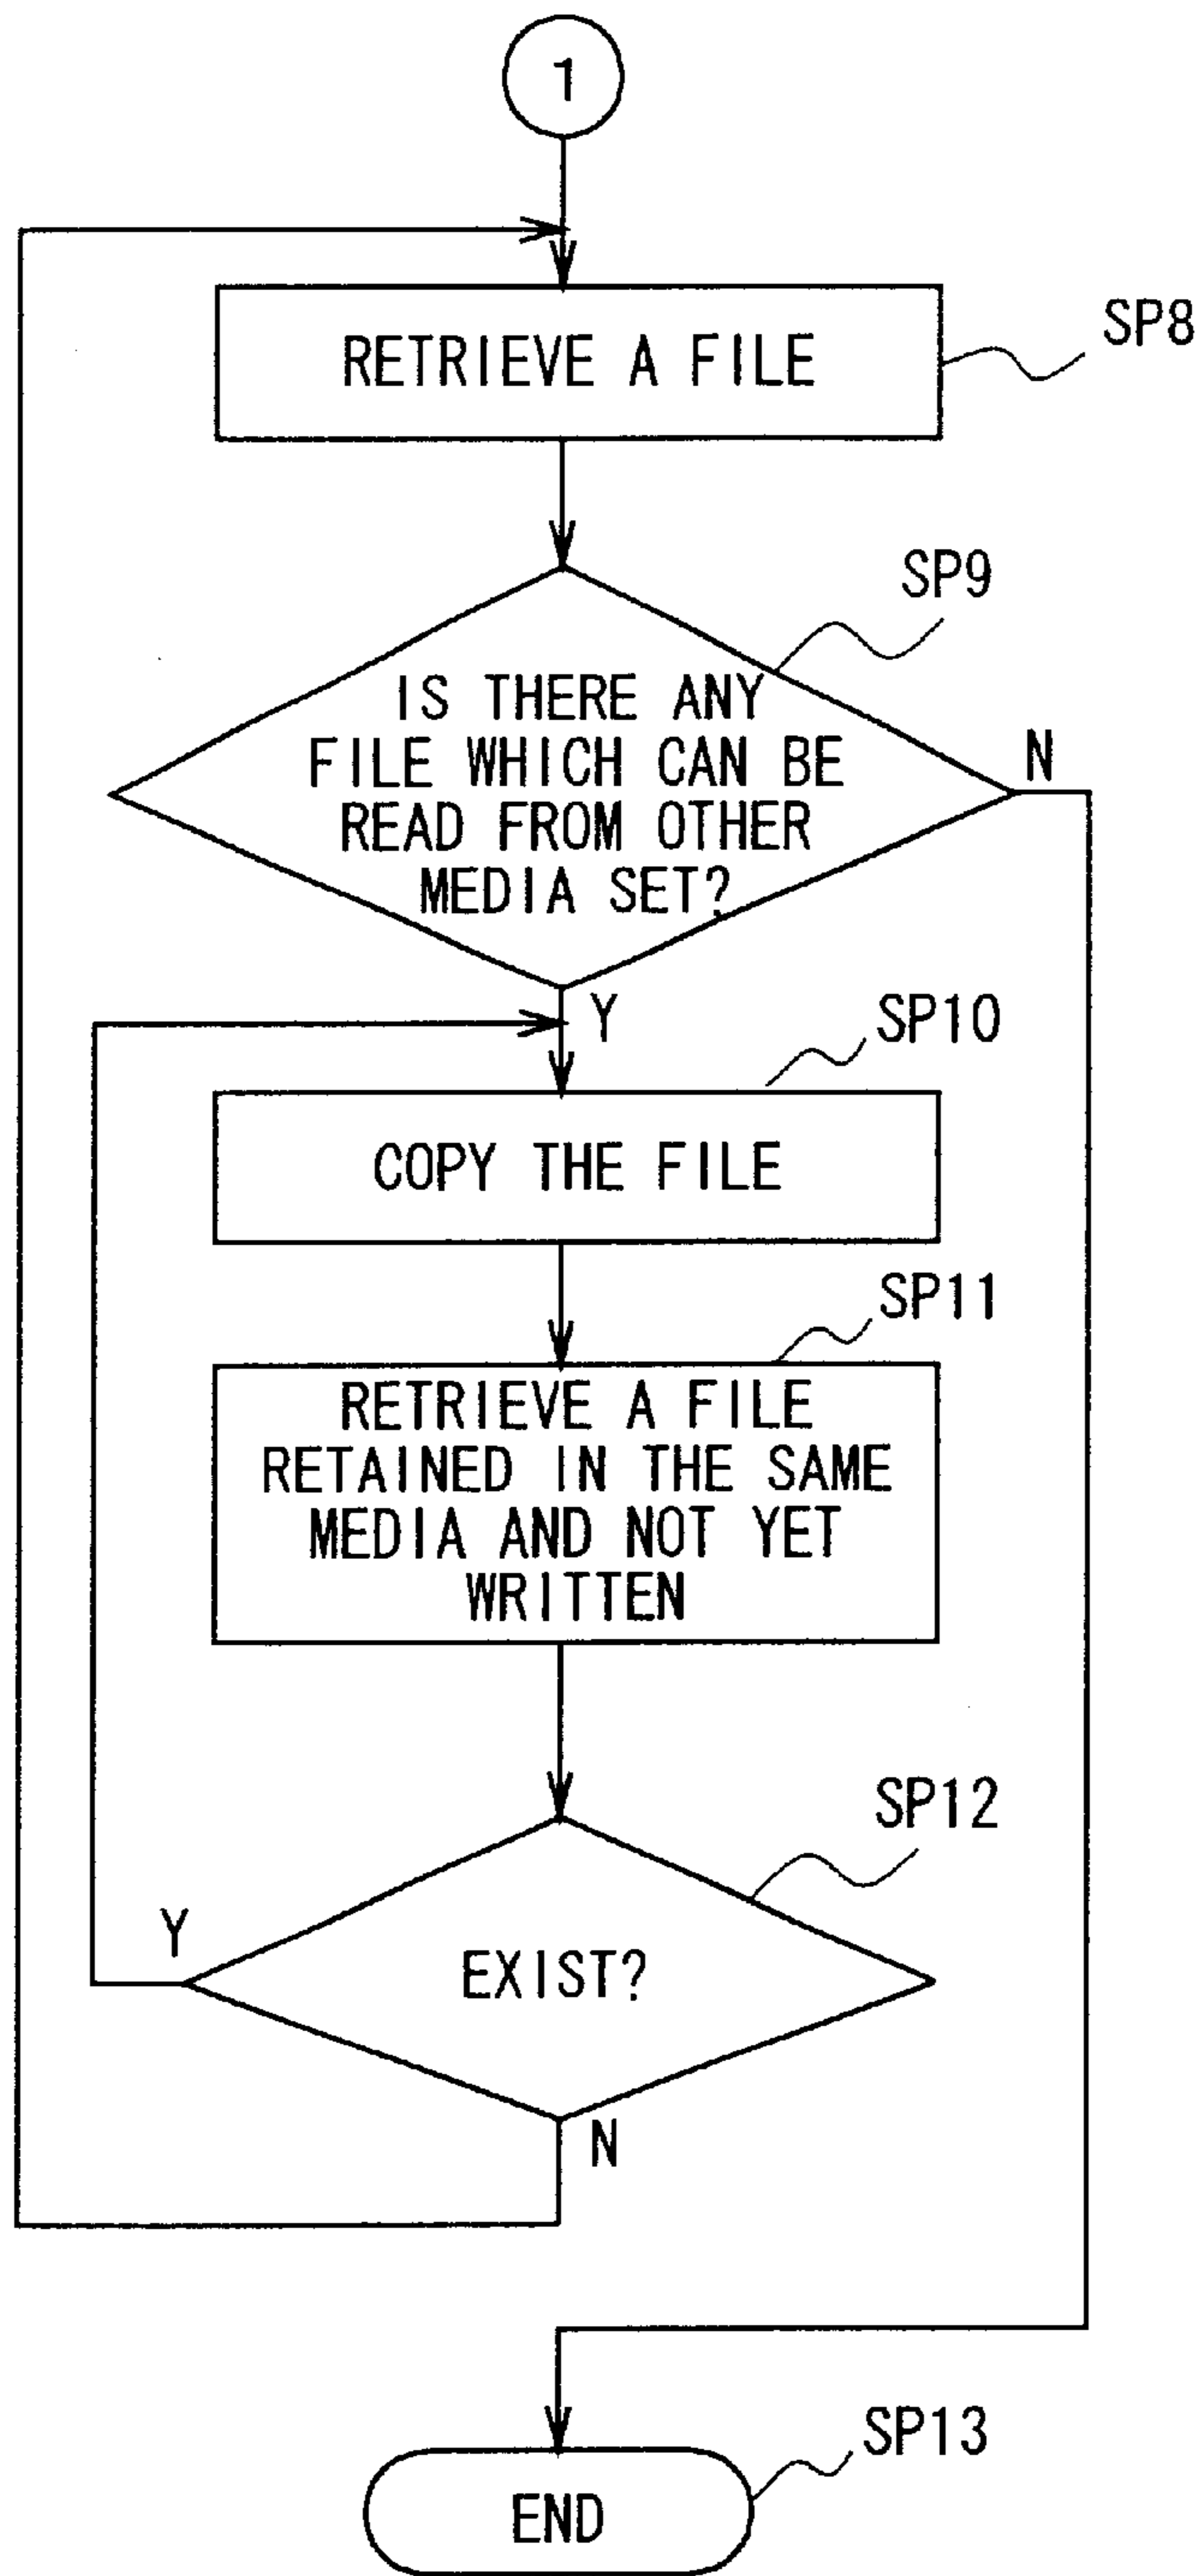 1
RETRIEVE A FILE
SP8
SP9
IS THERE ANY
FILE WHICH CAN BE
READ FROM OTHER
MEDIA SET?
N
Y
SP10
COPY THE FILE
SP11
RETRIEVE A FILE
RETAINED IN THE SAME
MEDIA AND NOT YET
WRITTEN
SP12
Y
EXIST?
N
SP13
END